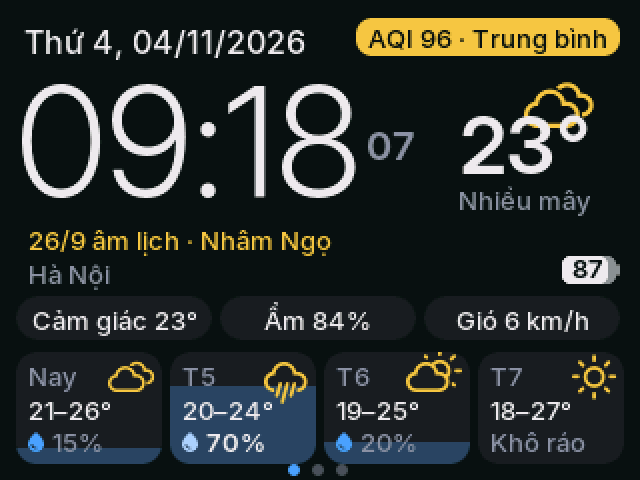 Thứ 4, 04/11/2026
AQI 96 · Trung bình
09:18 07
23°
Nhiều mây
26/9 âm lịch · Nhâm Ngọ
Hà Nội
87
Cảm giác 23°
Ẩm 84%
Gió 6 km/h
Nay
21–26°
15%
T5
20–24°
70%
T6
19–25°
20%
T7
18–27°
Khô ráo